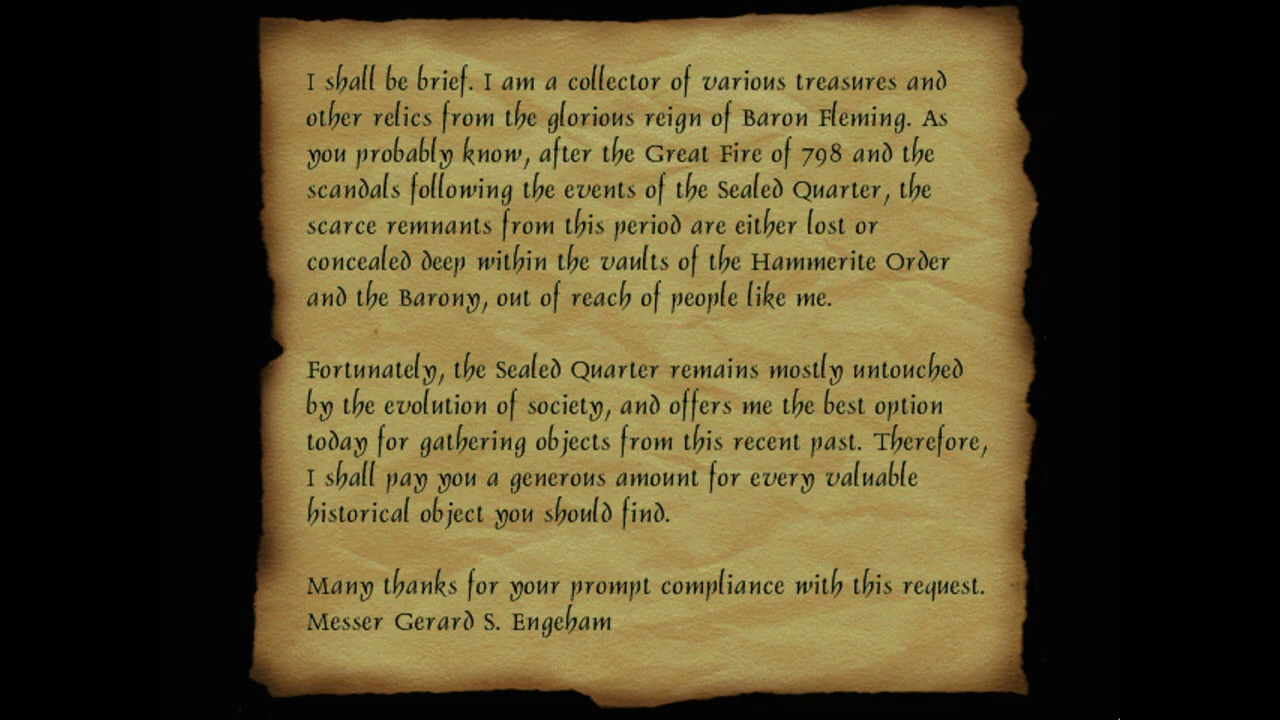 I shall be brief. I am a collector of various treasures and
other relics from the glorious reign of Baron Fleming. As
you probably know, after the Great Fire of 798 and the
scandals following the events of the Sealed Quarter, the
scarce remnants from this period are either lost or
concealed deep within the vaults of the Hammerite Order
and the Barony, out of reach of people like me.
Fortunately, the Sealed Quarter remains mostly untouched
by the evolution of society, and offers me the best option
today for gathering objects from this recent past. Therefore,
I shall pay you a generous amount for every valuable
historical object you should find.
Many thanks for your prompt compliance with this request.
Messer Gerard S. Engeham